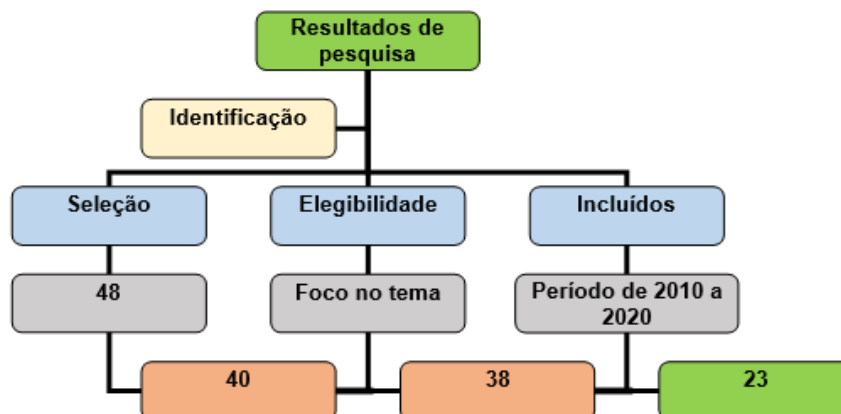 Resultados de
pesquisa
Identificação
Seleção
Elegibilidade
Incluídos
48
Foco no tema
Período de 2010 a
2020
40
38
23